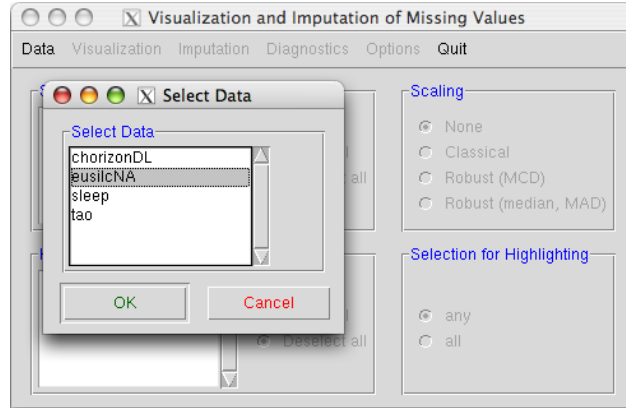 Visualization and Imputation of Missing Values
Data Visualization Imputation Diagnostics Options Quit
Select Data
Select Data
chorizonDL
eusilcNA
sleep
tao
OK Cancel
Scaling
None
Classical
Robust (MCD)
Robust (median, MAD)
Deselect all
Selection for Highlighting
any
all